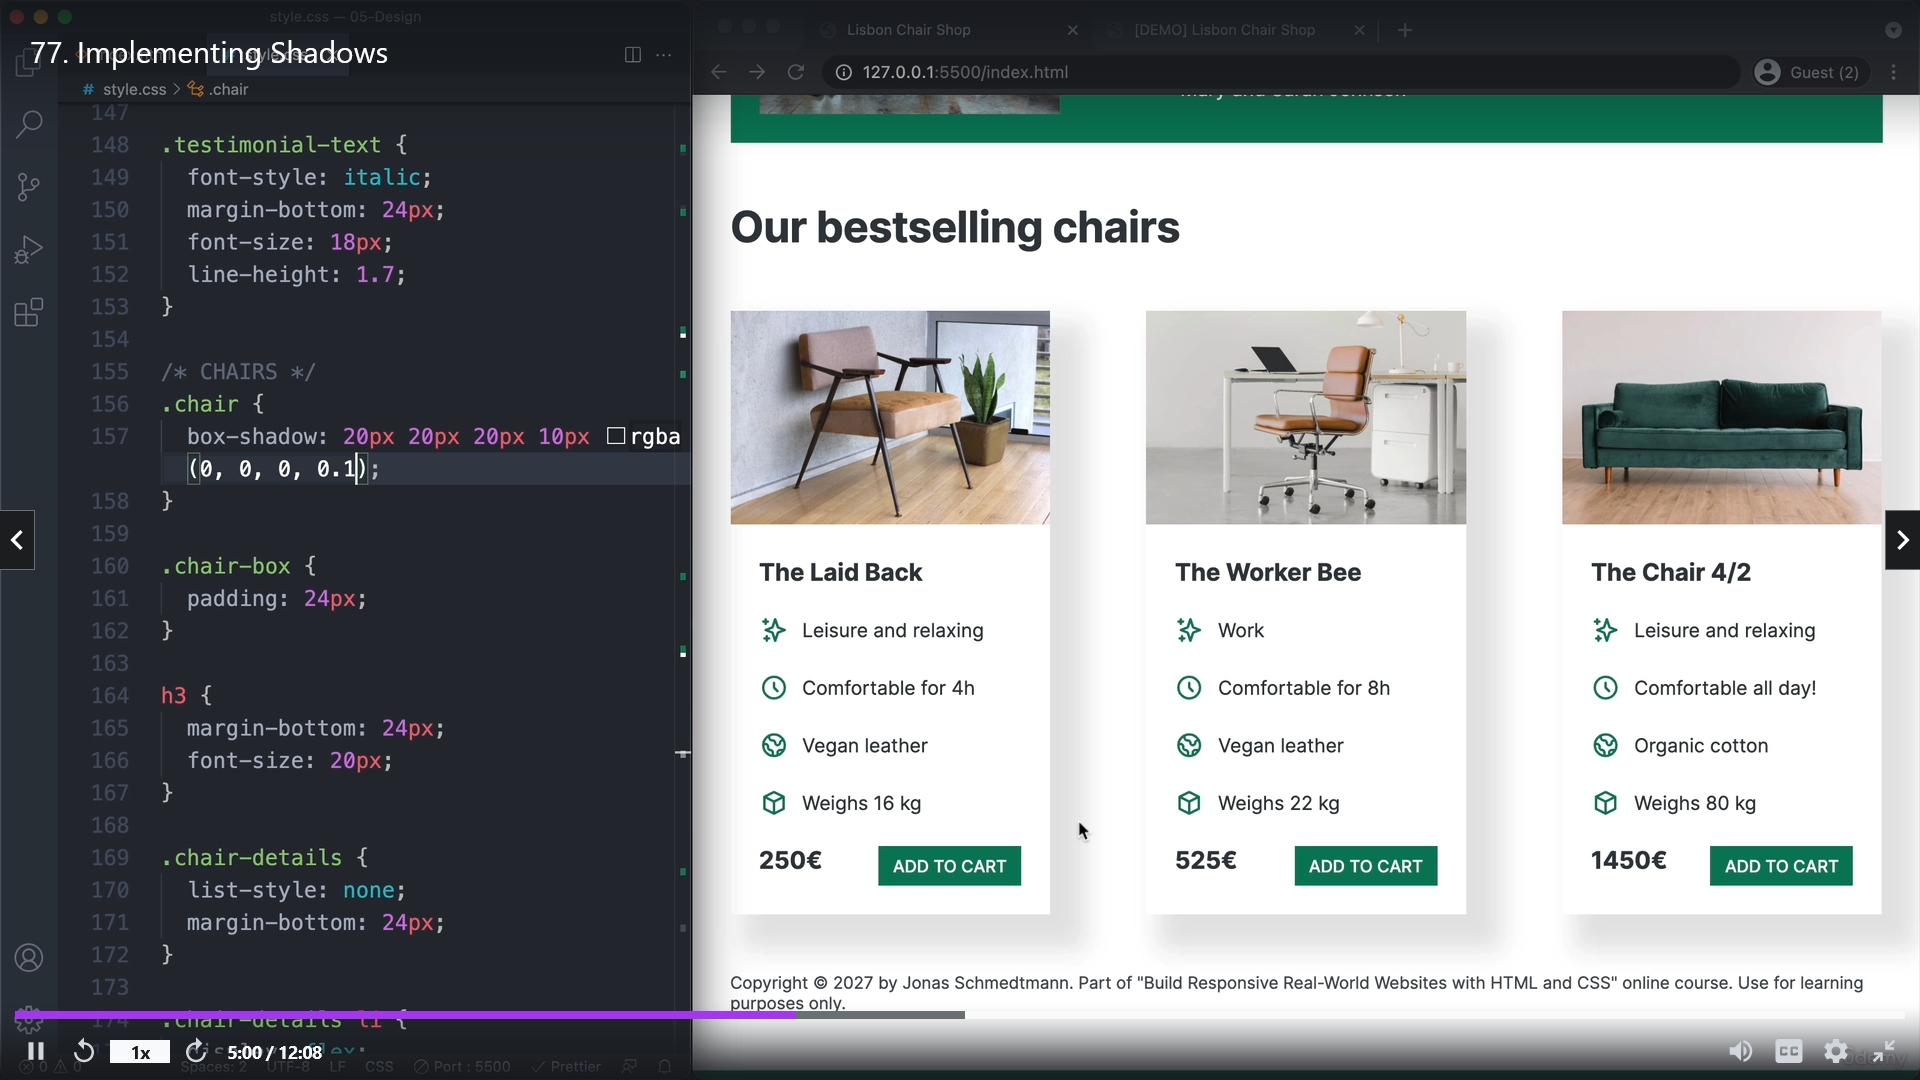 style.css — 05-Design
77. Implementing Shadows
# style.css > .chair
147
148 .testimonial-text {
149 font-style: italic;
150 margin-bottom: 24px;
151 font-size: 18px;
152 line-height: 1.7;
153 }
154
155 /* CHAIRS */
156 .chair {
157 box-shadow: 20px 20px 20px 10px rgba
(0, 0, 0, 0.1);
158 }
159
160 .chair-box {
161 padding: 24px;
162 }
163
164 h3 {
165 margin-bottom: 24px;
166 font-size: 20px;
167 }
168
169 .chair-details {
170 list-style: none;
171 margin-bottom: 24px;
172 }
173
174 .chair-details li {
display: flex;
0 0 Spaces: 2 UTF-8 LF CSS Port : 5500 Prettier
1x
5:00 / 12:08
Lisbon Chair Shop
[DEMO] Lisbon Chair Shop
127.0.0.1:5500/index.html
Guest (2)
Mary and Sarah Johnson
Our bestselling chairs
The Laid Back
Leisure and relaxing
Comfortable for 4h
Vegan leather
Weighs 16 kg
250€
ADD TO CART
The Worker Bee
Work
Comfortable for 8h
Vegan leather
Weighs 22 kg
525€
ADD TO CART
The Chair 4/2
Leisure and relaxing
Comfortable all day!
Organic cotton
Weighs 80 kg
1450€
ADD TO CART
Copyright © 2027 by Jonas Schmedtmann. Part of "Build Responsive Real-World Websites with HTML and CSS" online course. Use for learning
purposes only.
CC